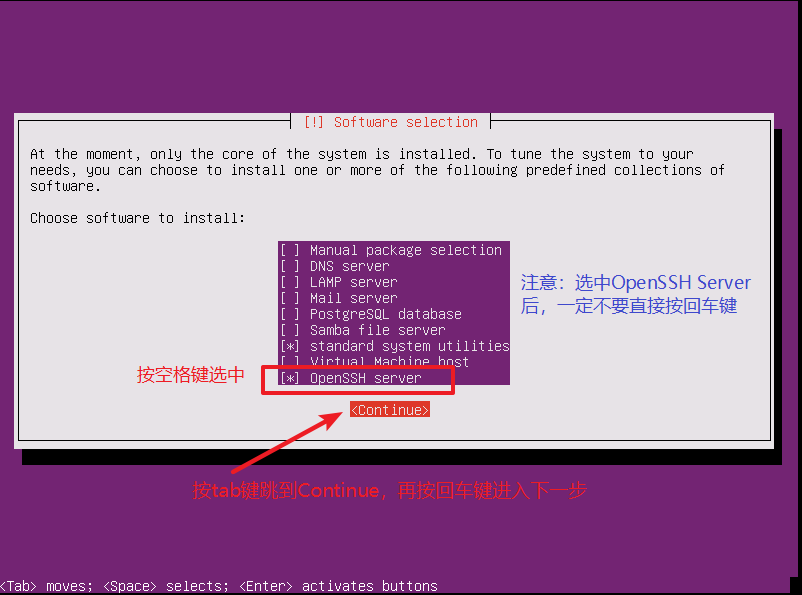 [!] Software selection
At the moment, only the core of the system is installed. To tune the system to your
needs, you can choose to install one or more of the following predefined collections of
software.
Choose software to install:
[ ] Manual package selection
[ ] DNS server
[ ] LAMP server
[ ] Mail server
[ ] PostgreSQL database
[ ] Samba file server
[*] standard system utilities
[ ] Virtual Machine host
[*] OpenSSH server
注意：选中OpenSSH Server
后，一定不要直接按回车键
按空格键选中
<Continue>
按tab键跳到Continue，再按回车键进入下一步
<Tab> moves; <Space> selects; <Enter> activates buttons